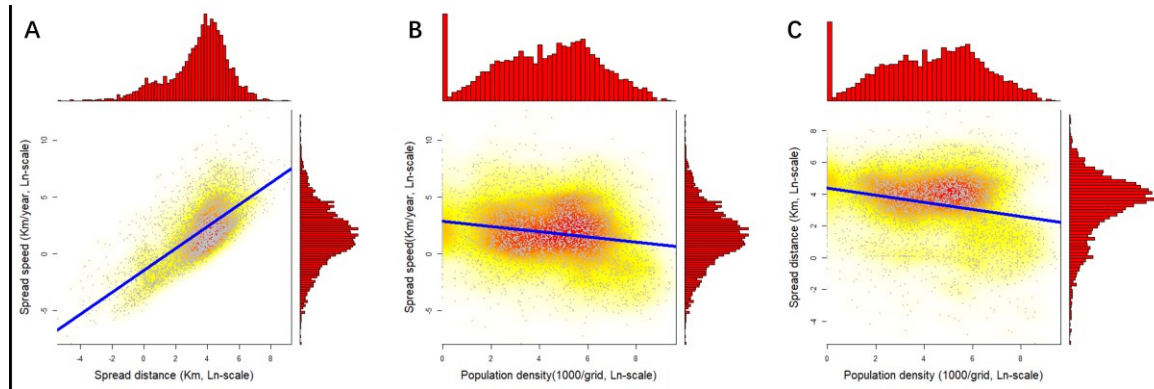 A
B
C
Spread speed (Km/year, Ln-scale)
10
5
0
-5
-4 -2 0 2 4 6 8
Spread distance (Km, Ln-scale)
Spread speed(Km/year, Ln-scale)
10
5
0
-5
0 2 4 6 8
Population density(1000/grid, Ln-scale)
Spread distance (Km, Ln-scale)
8
6
4
2
0
-2
-4
0 2 4 6 8
Population density (1000/grid, Ln-scale)